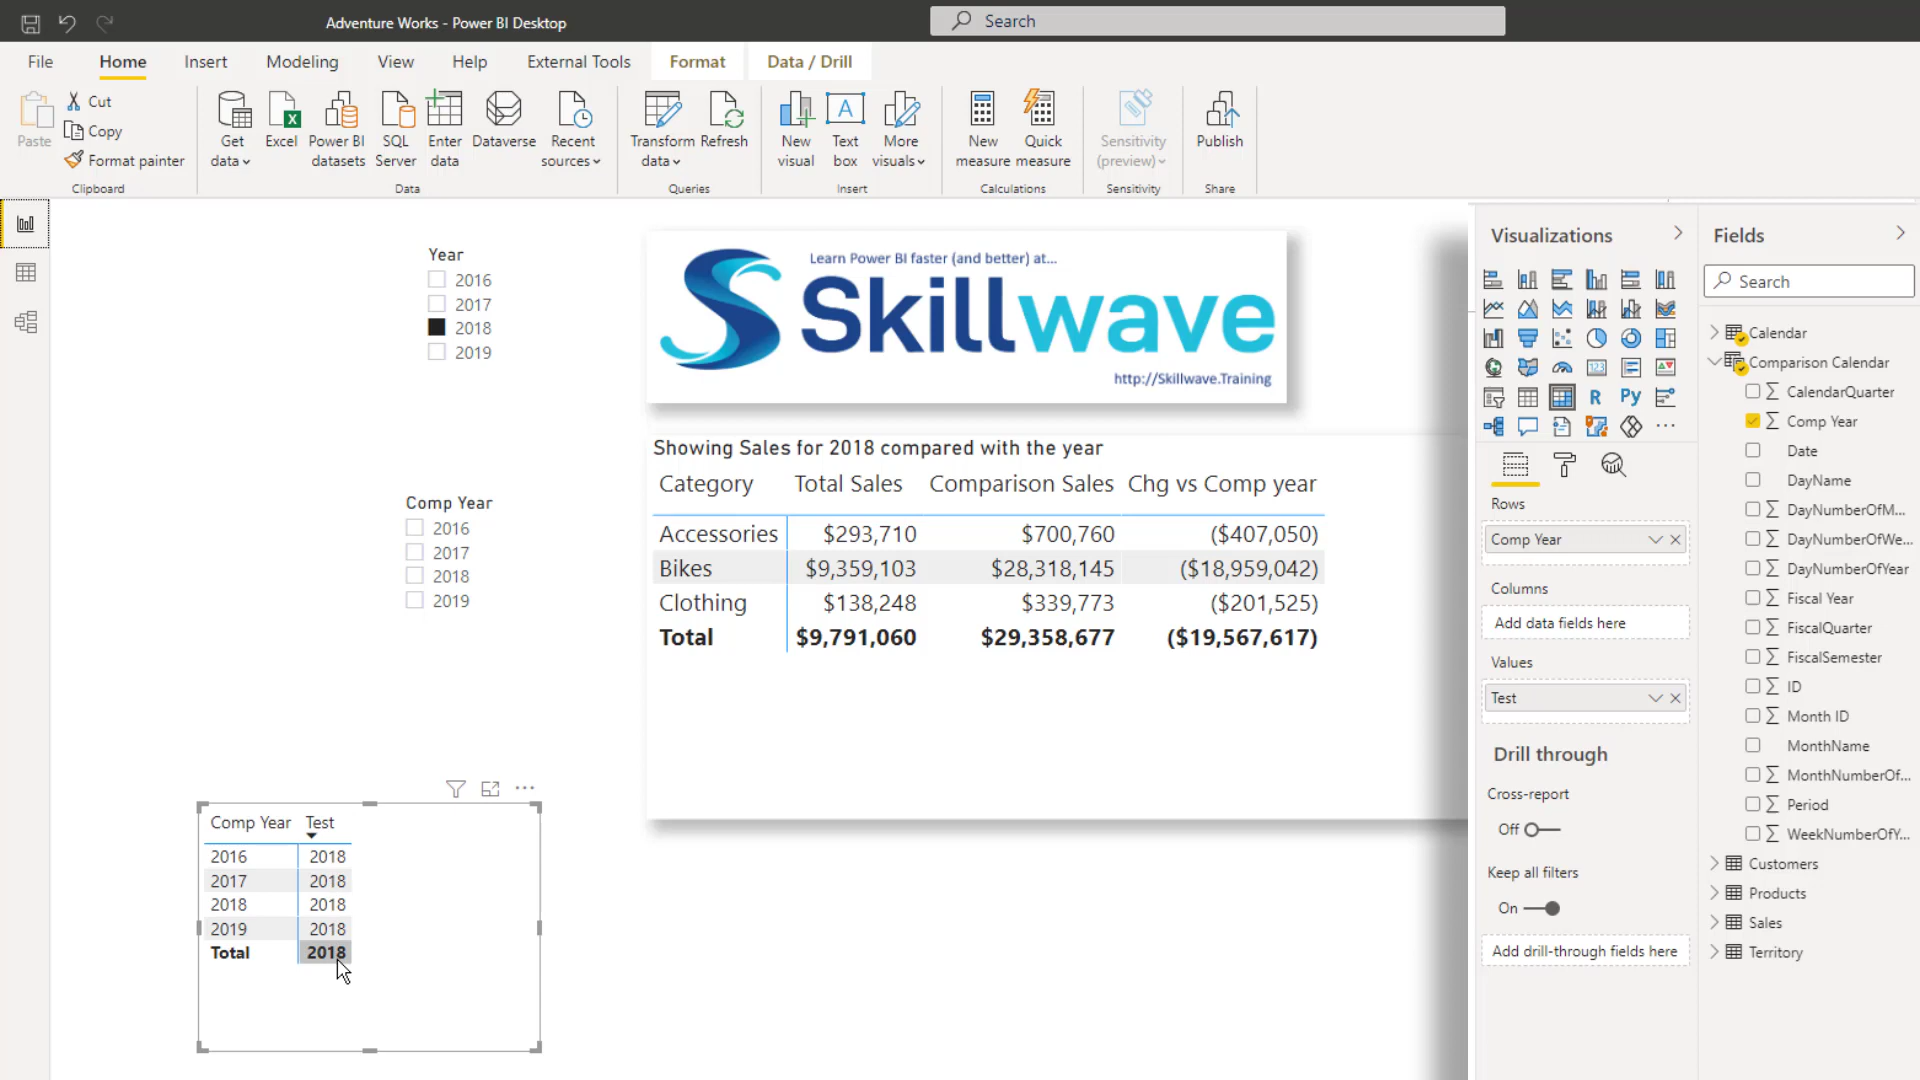 Adventure Works - Power BI Desktop
Search
File Home Insert Modeling View Help External Tools Format Data / Drill
Paste
Cut
Copy
Format painter
Clipboard
Get data
Excel
Power BI datasets
SQL Server
Enter data
Dataverse
Recent sources
Data
Transform data
Refresh
Queries
New visual
Text box
More visuals
Insert
New measure
Quick measure
Calculations
Sensitivity (preview)
Sensitivity
Publish
Share
Year
2016
2017
2018
2019
Comp Year
2016
2017
2018
2019
Learn Power BI faster (and better) at...
Skillwave
http://Skillwave.Training
Showing Sales for 2018 compared with the year
Category Total Sales Comparison Sales Chg vs Comp year
Accessories $293,710 $700,760 ($407,050)
Bikes $9,359,103 $28,318,145 ($18,959,042)
Clothing $138,248 $339,773 ($201,525)
Total $9,791,060 $29,358,677 ($19,567,617)
Comp Year Test
2016 2018
2017 2018
2018 2018
2019 2018
Total 2018
Visualizations
123
R
Py
Rows
Comp Year
Columns
Add data fields here
Values
Test
Drill through
Cross-report
Off
Keep all filters
On
Add drill-through fields here
Fields
Search
Calendar
Comparison Calendar
CalendarQuarter
Comp Year
Date
DayName
DayNumberOfM...
DayNumberOfWe...
DayNumberOfYear
Fiscal Year
FiscalQuarter
FiscalSemester
ID
Month ID
MonthName
MonthNumberOf...
Period
WeekNumberOfY...
Customers
Products
Sales
Territory